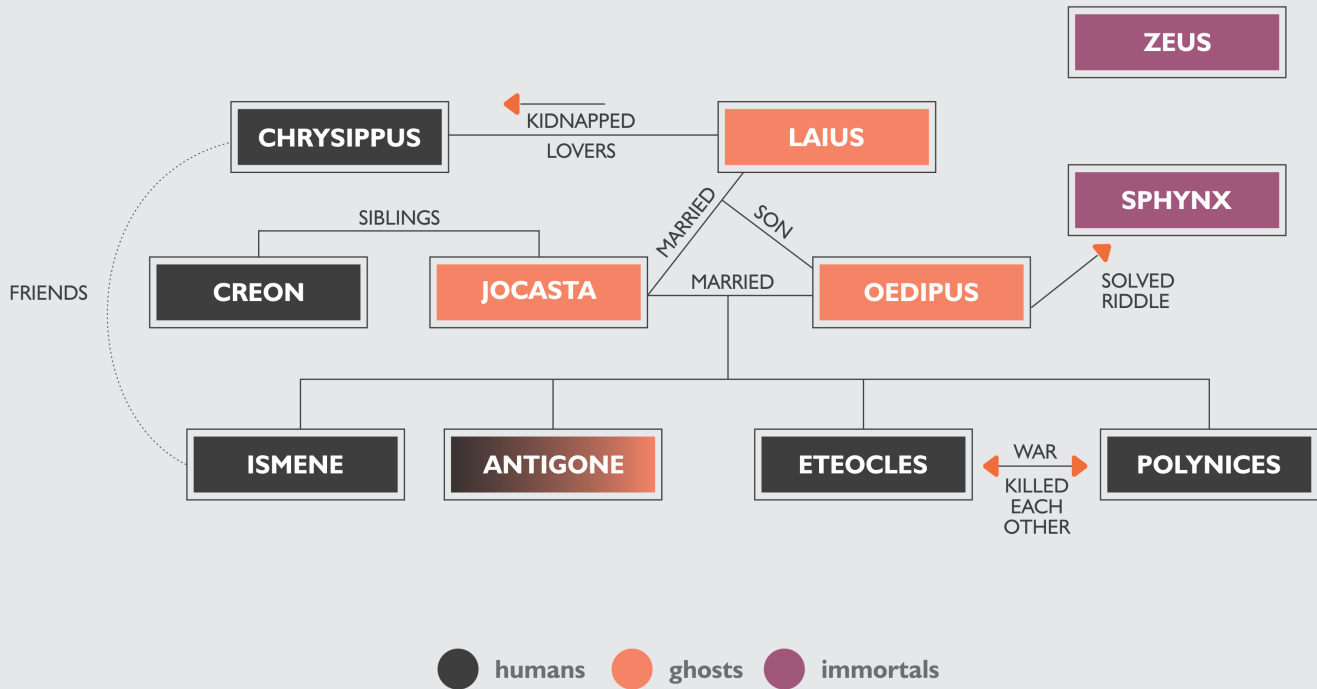 ZEUS
CHRYSIPPUS
KIDNAPPED
LOVERS
LAIUS
SPHYNX
SIBLINGS
MARRIED
SON
FRIENDS
CREON
JOCASTA
MARRIED
OEDIPUS
SOLVED
RIDDLE
ISMENE
ANTIGONE
ETEOCLES
WAR
KILLED
EACH
OTHER
POLYNICES
humans
ghosts
immortals